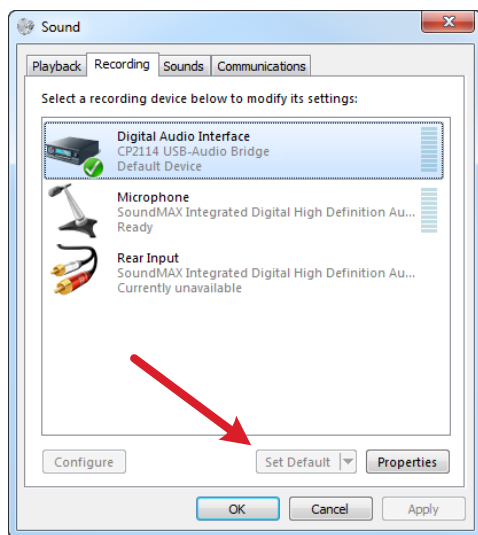 Sound
Playback Recording Sounds Communications
Select a recording device below to modify its settings:
Digital Audio Interface
CP2114 USB-Audio Bridge
Default Device
Microphone
SoundMAX Integrated Digital High Definition Au...
Ready
Rear Input
SoundMAX Integrated Digital High Definition Au...
Currently unavailable
Configure Set Default Properties
OK Cancel Apply